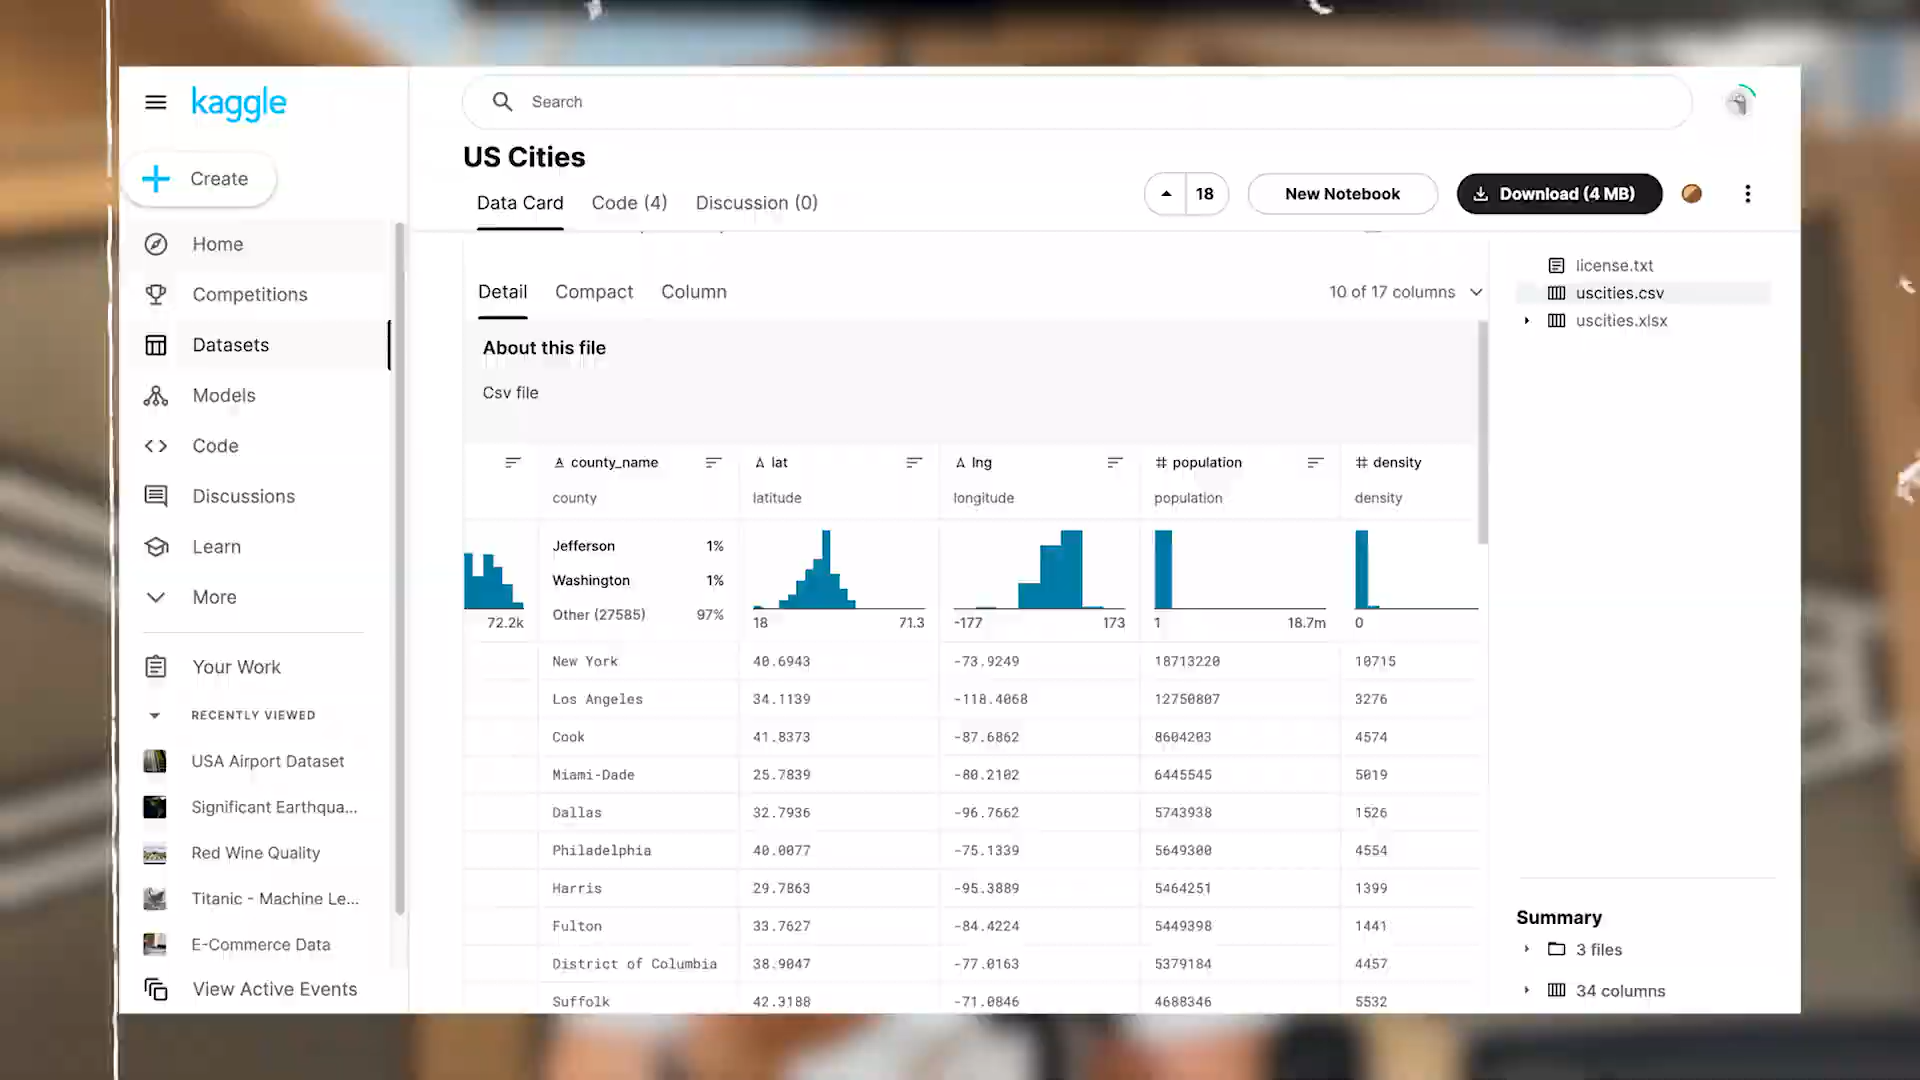 kaggle
Search
US Cities
Create
Data Card Code (4) Discussion (0)
18
New Notebook
Download (4 MB)
Home
Competitions
Datasets
Models
Code
Discussions
Learn
More
Your Work
RECENTLY VIEWED
USA Airport Dataset
Significant Earthqua...
Red Wine Quality
Titanic - Machine Le...
E-Commerce Data
View Active Events
Detail Compact Column
10 of 17 columns
About this file
Csv file
county_name lat lng # population # density
county latitude longitude population density
Jefferson 1%
Washington 1%
Other (27585) 97%
72.2k 18 71.3 -177 173 1 18.7m 0
New York 40.6943 -73.9249 18713220 10715
Los Angeles 34.1139 -118.4068 12750807 3276
Cook 41.8373 -87.6862 8604203 4574
Miami-Dade 25.7839 -80.2102 6445545 5019
Dallas 32.7936 -96.7662 5743938 1526
Philadelphia 40.0077 -75.1339 5649300 4554
Harris 29.7863 -95.3889 5464251 1399
Fulton 33.7627 -84.4224 5449398 1441
District of Columbia 38.9047 -77.0163 5379184 4457
Suffolk 42.3188 -71.0846 4688346 5532
license.txt
uscities.csv
uscities.xlsx
Summary
3 files
34 columns